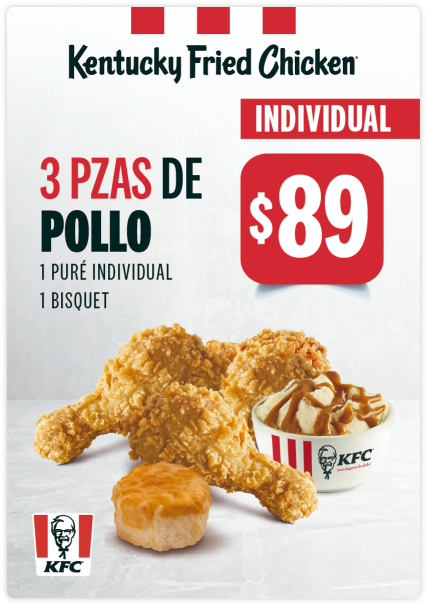 Kentucky Fried Chicken
INDIVIDUAL
3 PZAS DE
POLLO
$89
1 PURÉ INDIVIDUAL
1 BISQUET
KFC
KFC